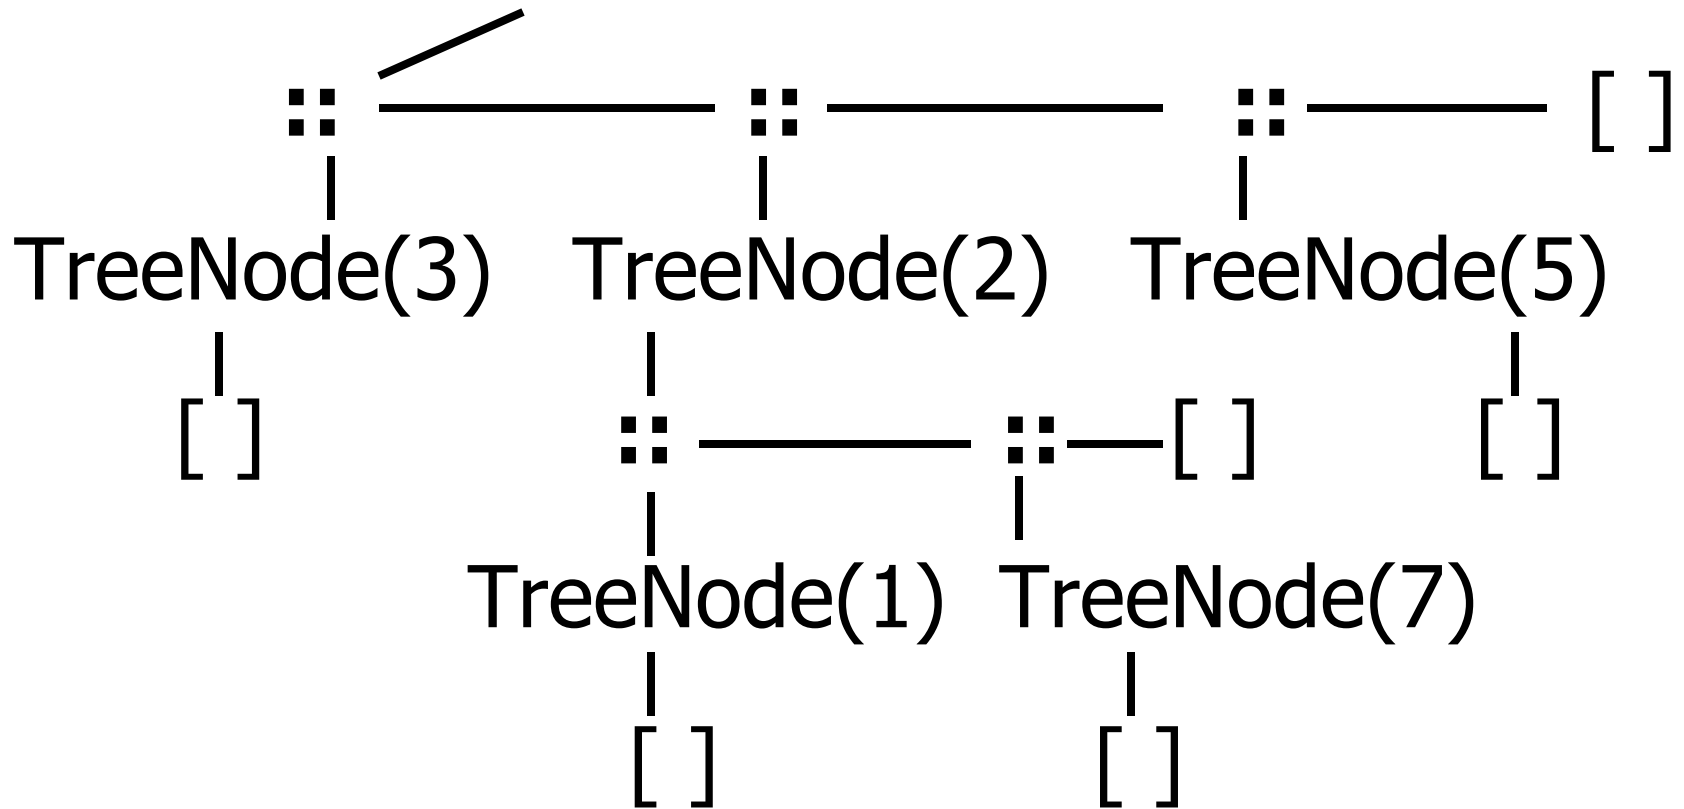 :: :: :: [ ]
TreeNode(3) TreeNode(2) TreeNode(5)
[ ] :: :: [ ] [ ]
TreeNode(1) TreeNode(7)
[ ] [ ]